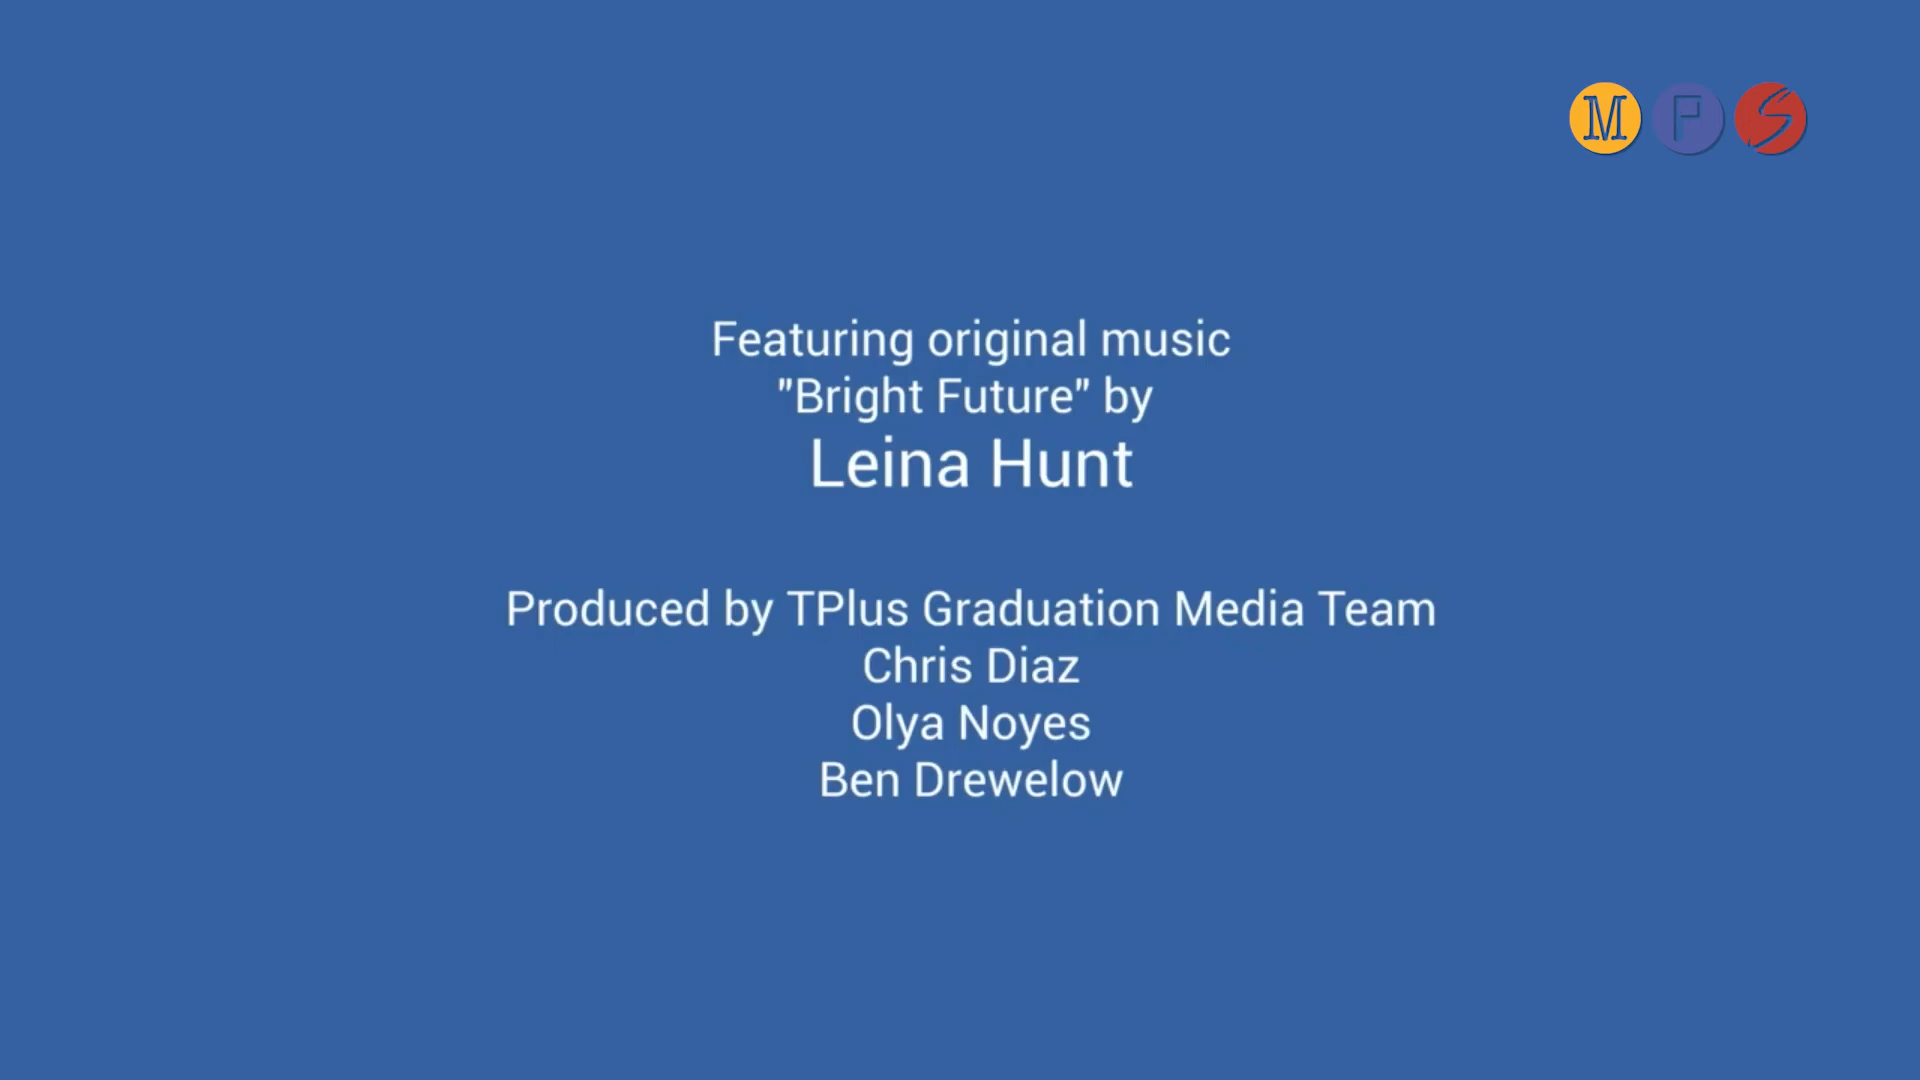 M P S
Featuring original music
"Bright Future" by
Leina Hunt
Produced by TPlus Graduation Media Team
Chris Diaz
Olya Noyes
Ben Drewelow